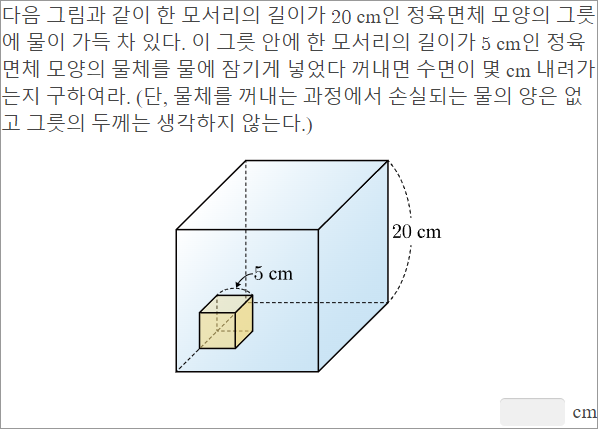 다음 그림과 같이 한 모서리의 길이가 20 cm인 정육면체 모양의 그릇
에 물이 가득 차 있다. 이 그릇 안에 한 모서리의 길이가 5 cm인 정육
면체 모양의 물체를 물에 잠기게 넣었다 꺼내면 수면이 몇 cm 내려가
는지 구하여라. (단, 물체를 꺼내는 과정에서 손실되는 물의 양은 없
고 그릇의 두께는 생각하지 않는다.)
20 cm
5 cm
cm